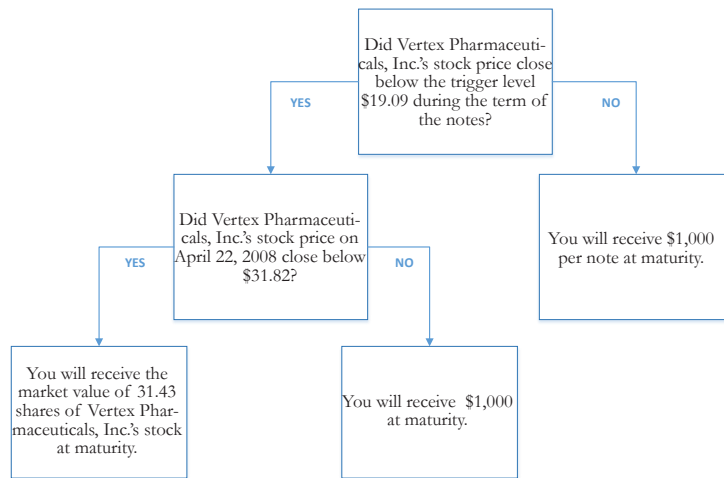 Did Vertex Pharmaceuti-
cals, Inc.'s stock price close
below the trigger level
$19.09 during the term of
the notes?
YES
NO
Did Vertex Pharmaceuti-
cals, Inc.'s stock price on
April 22, 2008 close below
$31.82?
You will receive $1,000
per note at maturity.
YES
NO
You will receive the
market value of 31.43
shares of Vertex Phar-
maceuticals, Inc.'s stock
at maturity.
You will receive $1,000
at maturity.